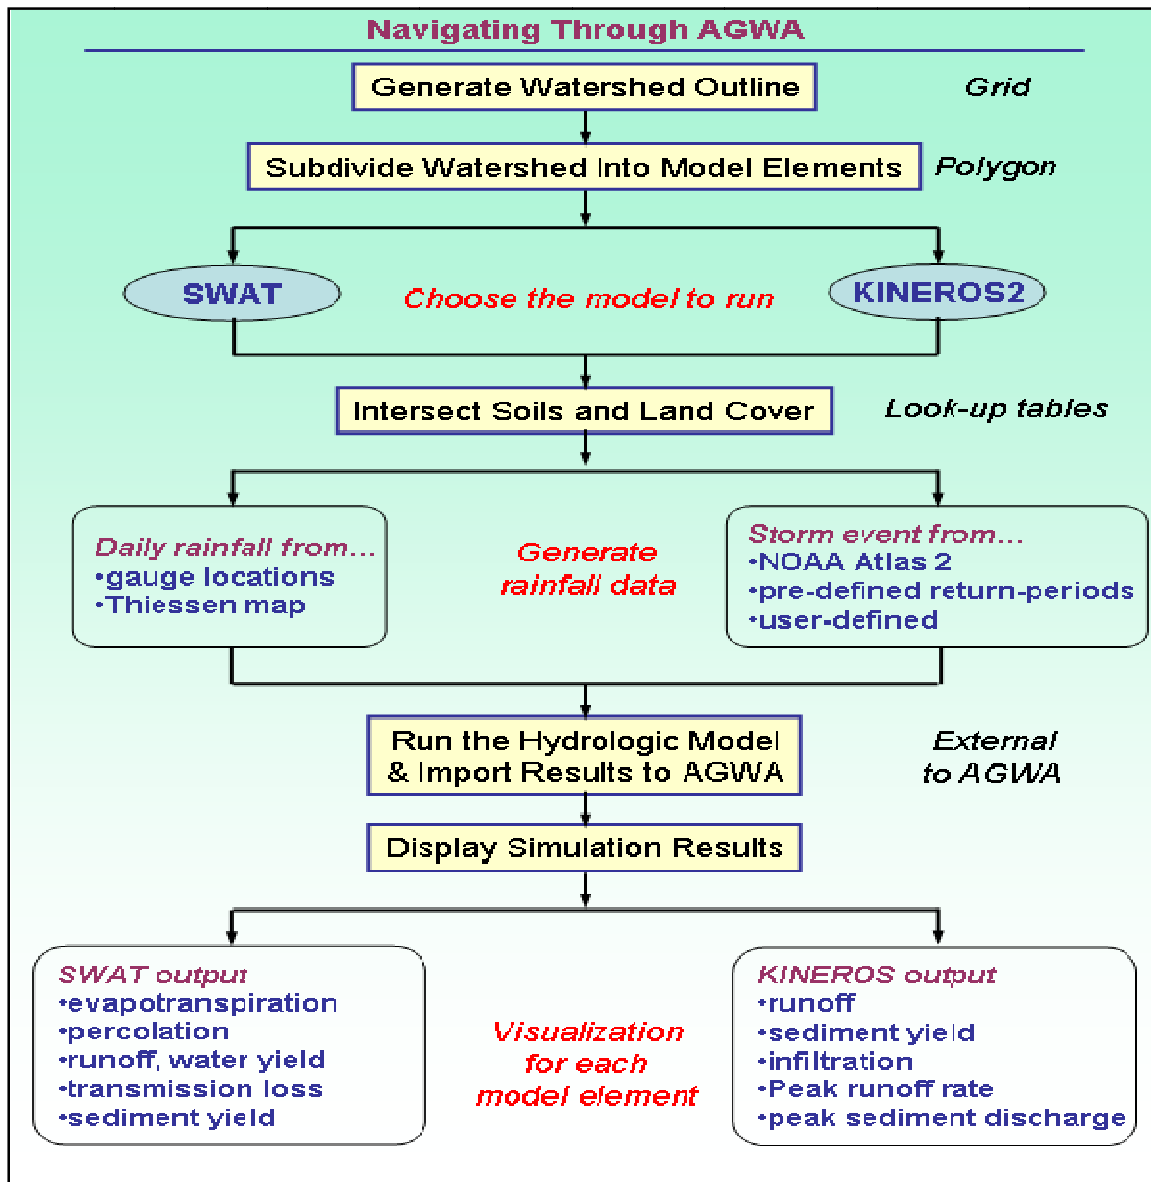 Navigating Through AGWA
Generate Watershed Outline
Grid
Subdivide Watershed Into Model Elements
Polygon
SWAT
Choose the model to run
KINEROS2
Intersect Soils and Land Cover
Look-up tables
Daily rainfall from...
•gauge locations
•Thiessen map
Generate
rainfall data
Storm event from...
•NOAA Atlas 2
•pre-defined return-periods
•user-defined
Run the Hydrologic Model
& Import Results to AGWA
External
to AGWA
Display Simulation Results
SWAT output
•evapotranspiration
•percolation
•runoff, water yield
•transmission loss
•sediment yield
Visualization
for each
model element
KINEROS output
•runoff
•sediment yield
•infiltration
•Peak runoff rate
•peak sediment discharge